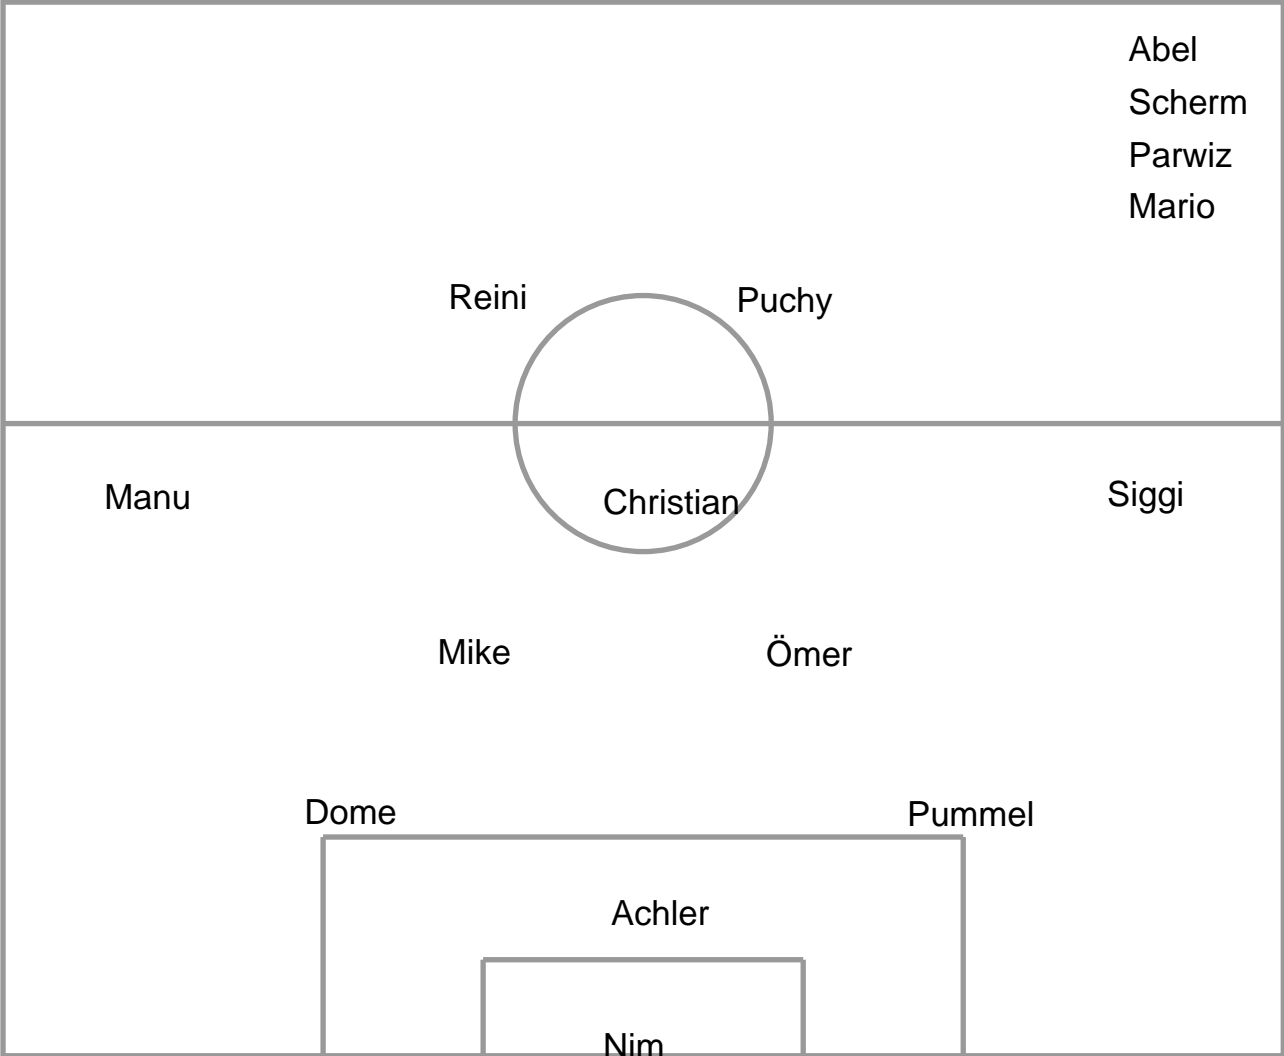 Abel
Scherm
Parwiz
Mario
Reini Puchy
Manu Christian Siggi
Mike Ömer
Dome Pummel
Achler
Nim